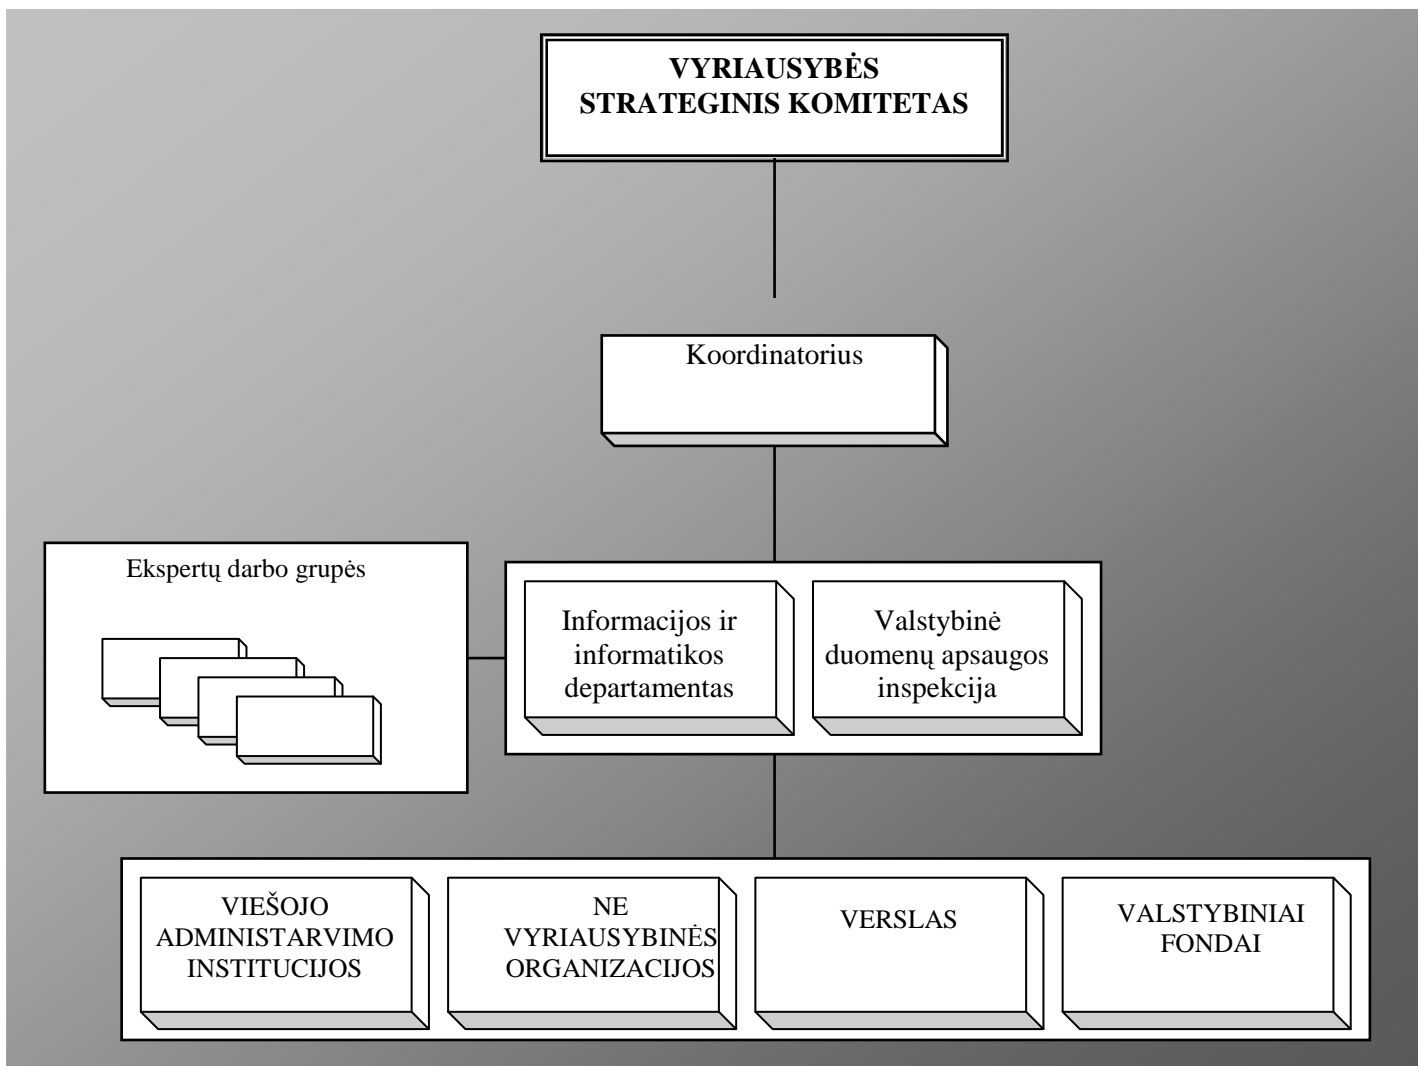 VYRIAUSYBĖS
STRATEGINIS KOMITETAS
Koordinatorius
Ekspertų darbo grupės
Informacijos ir
informatikos
departamentas
Valstybinė
duomenų apsaugos
inspekcija
VIEŠOJO
ADMINISTARVIMO
INSTITUCIJOS
NE
VYRIAUSYBINĖS
ORGANIZACIJOS
VERSLAS
VALSTYBINIAI
FONDAI